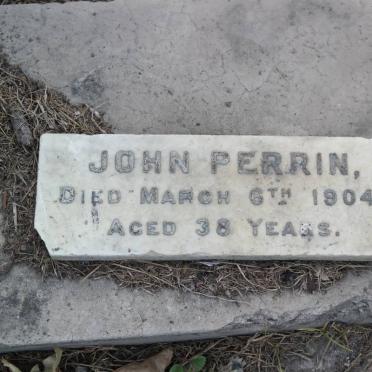 JOHN PERRIN,
DIED MARCH 6TH 1904
AGED 38 YEARS.